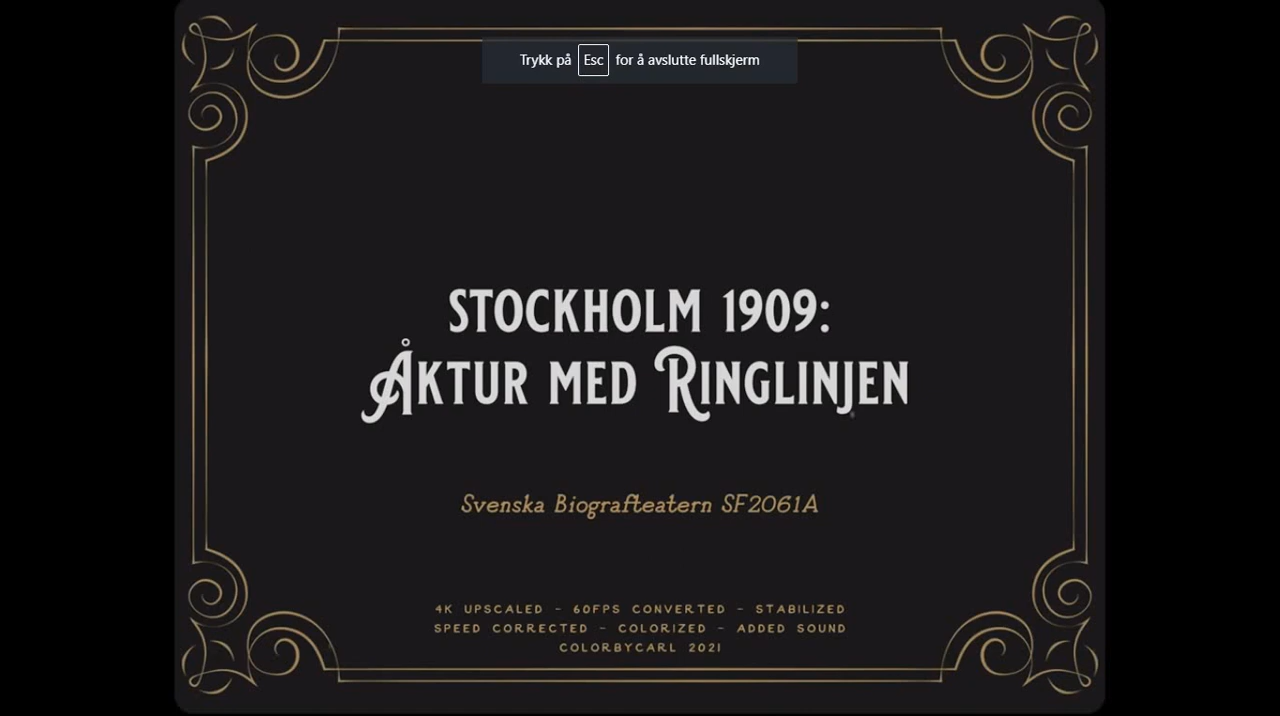 Trykk på Esc for å avslutte fullskjerm
STOCKHOLM 1909:
ÅKTUR MED RINGLINJEN
Svenska Biografteatern SF2061A
4K UPSCALED - 60FPS CONVERTED - STABILIZED
SPEED CORRECTED - COLORIZED - ADDED SOUND
COLORBYCARL 2021